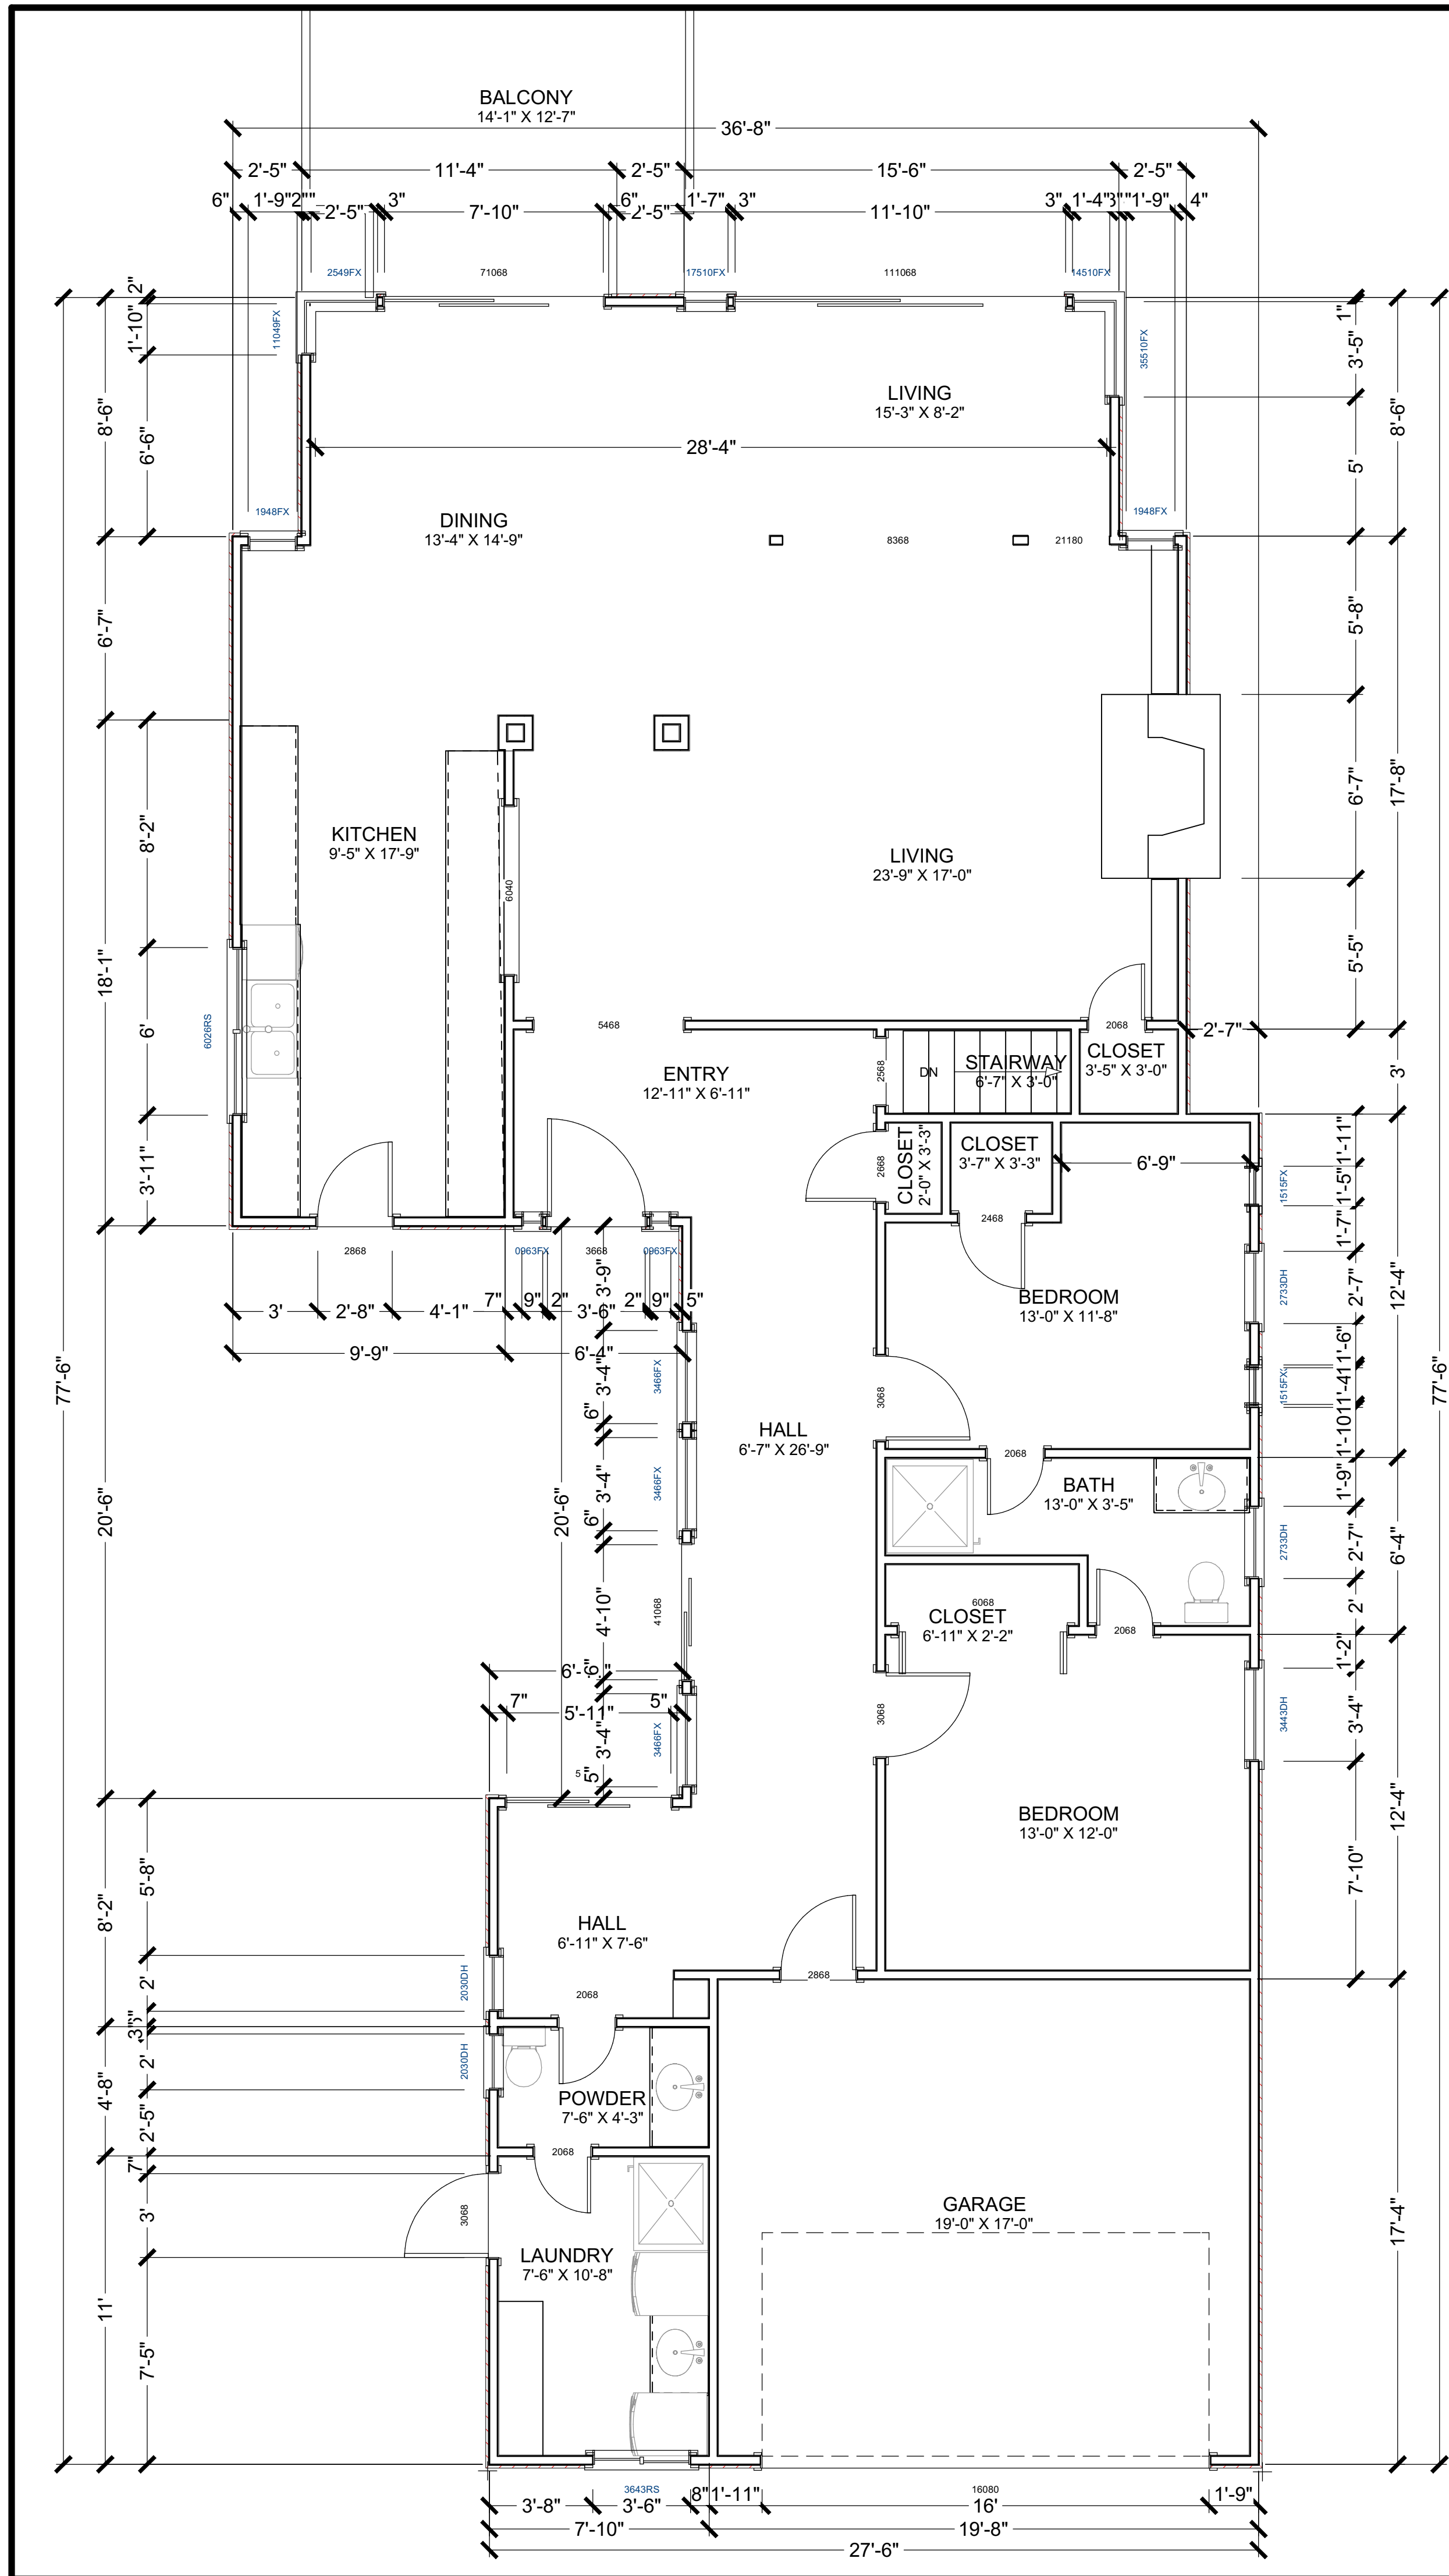 BALCONY
14'-1" X 12'-7"
36'-8"
2'-5" 11'-4" 2'-5" 15'-6" 2'-5"
6" 1'-9" 2'-5" 3" 7'-10" 6" 2'-5" 1'-7" 3" 11'-10" 3" 1'-4" 1'-9" 4"
2549FX 71068 17510FX 111068 14510FX
2"
1'-10"
6'-6"
8'-6"
11049FX
35510FX
1"
3'-5"
5'
8'-6"
LIVING
15'-3" X 8'-2"
28'-4"
1948FX
1948FX
DINING
13'-4" X 14'-9"
8368
21180
6'-7"
5'-8"
KITCHEN
9'-5" X 17'-9"
6040
LIVING
23'-9" X 17'-0"
8'-2"
6'-7"
17'-8"
5'-5"
18'-1"
6'
6026RS
3'-11"
5468
2068
2'-7"
ENTRY
12'-11" X 6'-11"
2568
DN
STAIRWAY
6'-7" X 3'-0"
CLOSET
3'-5" X 3'-0"
3'
2668
CLOSET
2'-0" X 3'-3"
CLOSET
3'-7" X 3'-3"
6'-9"
2468
1'-11"
1'-5"
1'-7"
2'-7"
1'-6"
1'-10"
12'-4"
1515FX
2733DH
1515FX
2868
0963FX 3668 0963FX
3' 2'-8" 4'-1" 7" 9" 2" 3'-6" 2" 9" 5"
9'-9" 6'-4"
77'-6"
77'-6"
BEDROOM
13'-0" X 11'-8"
3068
3'-9"
3'-4"
6"
3'-4"
6"
4'-10"
6"
3'-4"
5"
20'-6"
20'-6"
3466FX
3466FX
41068
3466FX
HALL
6'-7" X 26'-9"
2068
BATH
13'-0" X 3'-5"
1'-9"
2'-7"
2'
6'-4"
2733DH
6068
CLOSET
6'-11" X 2'-2"
2068
1'-2"
3'-4"
7'-10"
12'-4"
3443DH
7" 5'-11" 5"
3068
BEDROOM
13'-0" X 12'-0"
5'-8"
8'-2"
2'
2030DH
HALL
6'-11" X 7'-6"
2868
2068
2'
2030DH
4'-8"
2'-5"
7"
POWDER
7'-6" X 4'-3"
2068
3068
3'
11'
7'-5"
LAUNDRY
7'-6" X 10'-8"
GARAGE
19'-0" X 17'-0"
17'-4"
3643RS 16080
3'-8" 3'-6" 8" 1'-11" 16' 1'-9"
7'-10" 19'-8"
27'-6"